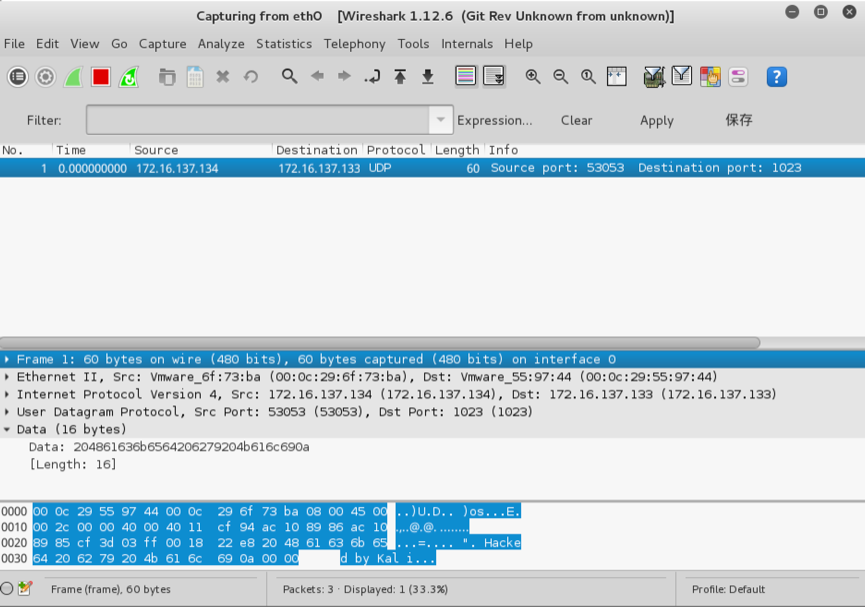 Capturing from eth0   [Wireshark 1.12.6  (Git Rev Unknown from unknown)]
File Edit View Go Capture Analyze Statistics Telephony Tools Internals Help
Filter: Expression... Clear Apply 保存
No. Time Source Destination Protocol Length Info
1 0.000000000 172.16.137.134 172.16.137.133 UDP 60 Source port: 53053  Destination port: 1023
Frame 1: 60 bytes on wire (480 bits), 60 bytes captured (480 bits) on interface 0
Ethernet II, Src: Vmware_6f:73:ba (00:0c:29:6f:73:ba), Dst: Vmware_55:97:44 (00:0c:29:55:97:44)
Internet Protocol Version 4, Src: 172.16.137.134 (172.16.137.134), Dst: 172.16.137.133 (172.16.137.133)
User Datagram Protocol, Src Port: 53053 (53053), Dst Port: 1023 (1023)
Data (16 bytes)
Data: 204861636b6564206279204b616c690a
[Length: 16]
0000 00 0c 29 55 97 44 00 0c  29 6f 73 ba 08 00 45 00 ..)U.D.. )os...E.
0010 00 2c 00 00 40 00 40 11  cf 94 ac 10 89 86 ac 10 .,..@.@. ........
0020 89 85 cf 3d 03 ff 00 18  22 e8 20 48 61 63 6b 65 ...=.... ". Hacke
0030 64 20 62 79 20 4b 61 6c  69 0a 00 00 d by Kal i...
Frame (frame), 60 bytes Packets: 3 · Displayed: 1 (33.3%) Profile: Default